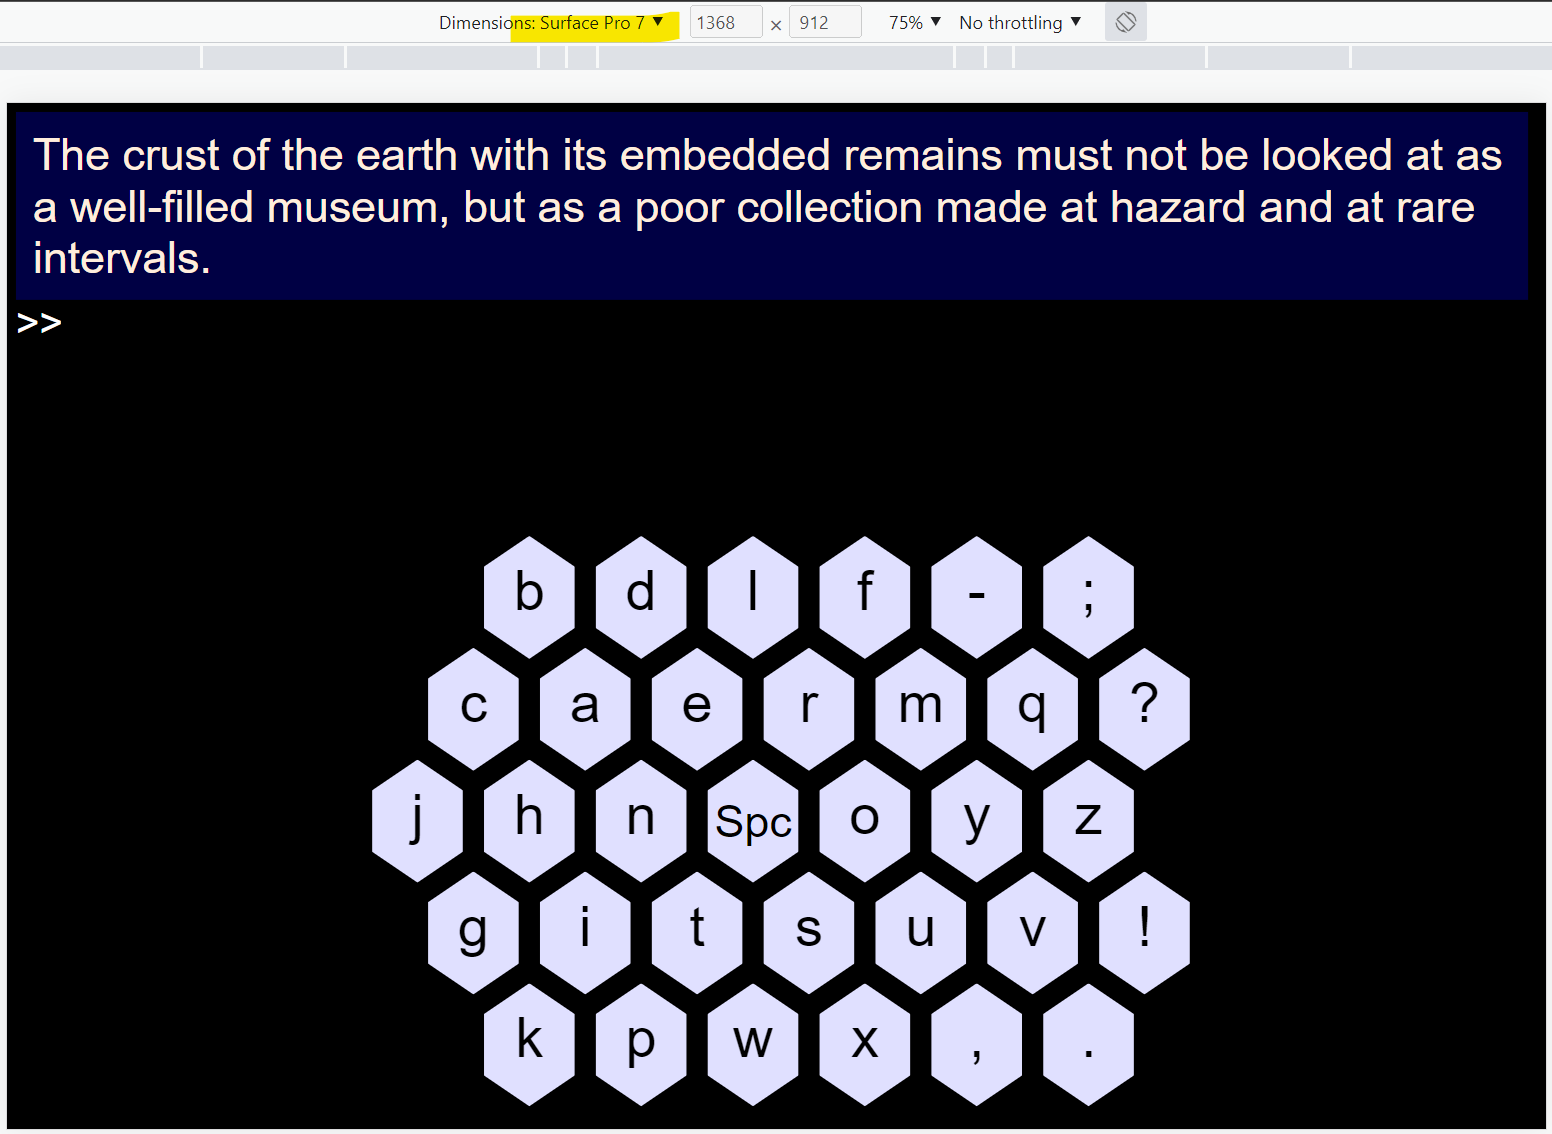 Dimensions: Surface Pro 7 ▼ 1368 × 912 75% ▼ No throttling ▼
The crust of the earth with its embedded remains must not be looked at as
a well-filled museum, but as a poor collection made at hazard and at rare
intervals.
>>
b d l f - ;
c a e r m q ?
j h n Spc o y z
g i t s u v !
k p w x , .